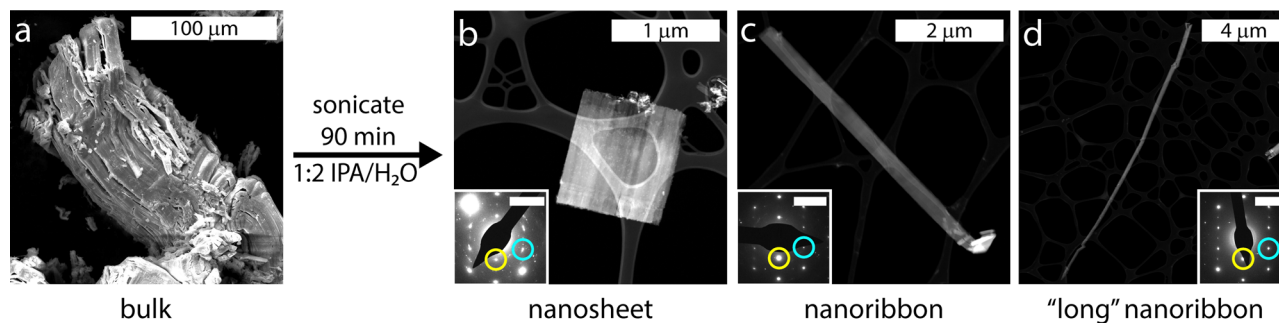 a
100 μm
sonicate
90 min
1:2 IPA/H₂O
b
1 μm
c
2 μm
d
4 μm
bulk
nanosheet
nanoribbon
“long” nanoribbon